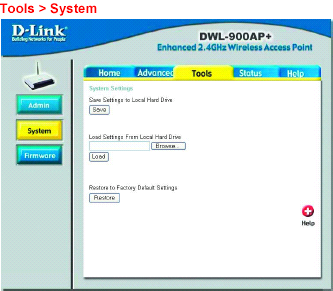 Tools > System
D-Link
Building Networks for People
DWL-900AP+
Enhanced 2.4GHz Wireless Access Point
Home Advanced Tools Status Help
Admin
System
Firmware
System Settings
Save Settings to Local Hard Drive
Save
Load Settings From Local Hard Drive
Browse...
Load
Restore to Factory Default Settings
Restore
Help